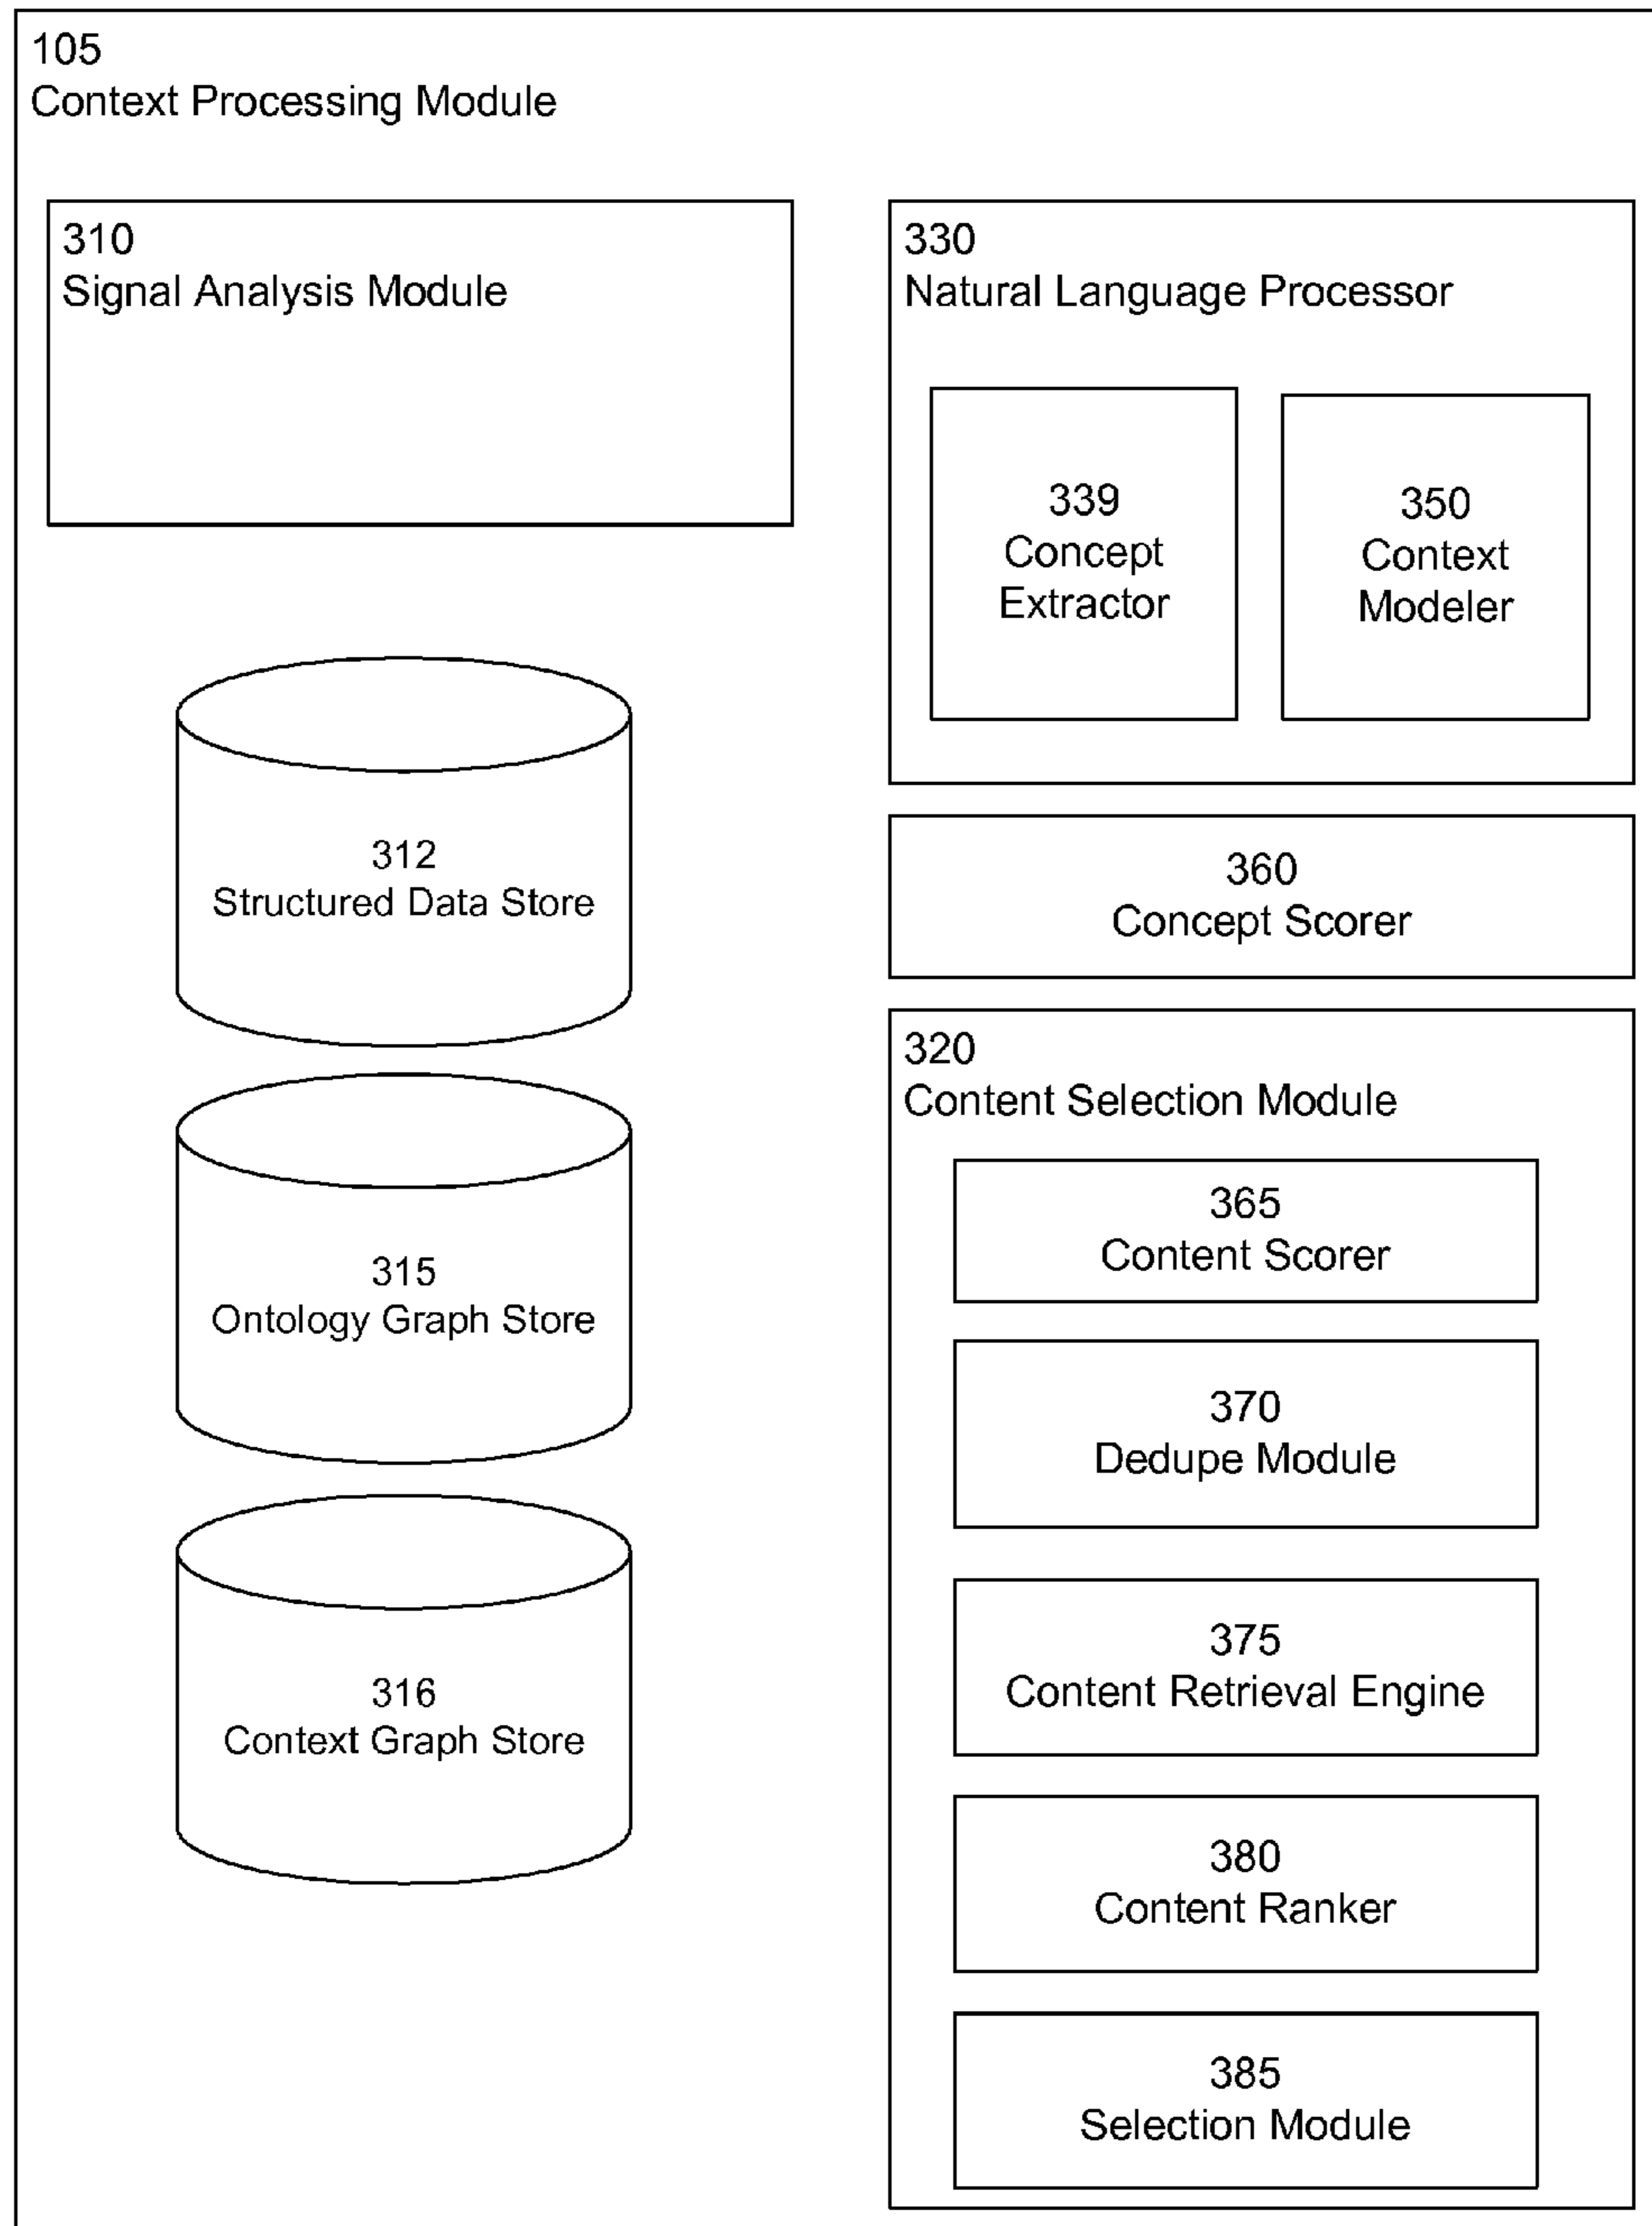 105
Context Processing Module
310
Signal Analysis Module
312
Structured Data Store
315
Ontology Graph Store
316
Context Graph Store
330
Natural Language Processor
339
Concept
Extractor
350
Context
Modeler
360
Concept Scorer
320
Content Selection Module
365
Content Scorer
370
Dedupe Module
375
Content Retrieval Engine
380
Content Ranker
385
Selection Module